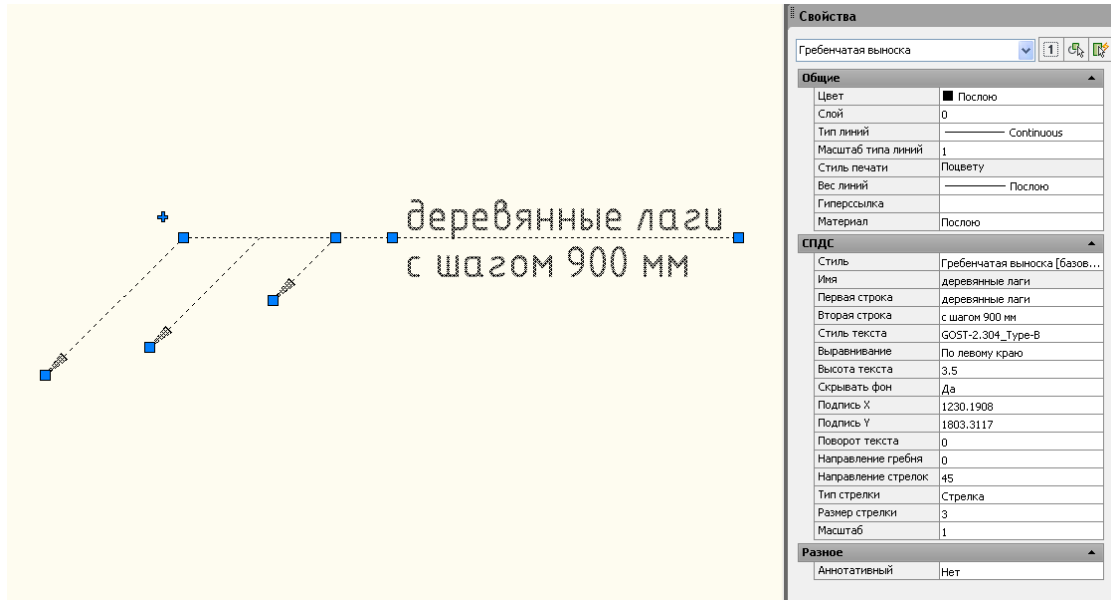 деревянные лаги
с шагом 900 мм
Свойства
Гребенчатая выноска
1
Общие
Цвет Послою
Слой 0
Тип линий Continuous
Масштаб типа линий 1
Стиль печати Поцвету
Вес линий Послою
Гиперссылка
Материал Послою
СПДС
Стиль Гребенчатая выноска [базов...
Имя деревянные лаги
Первая строка деревянные лаги
Вторая строка с шагом 900 мм
Стиль текста GOST-2.304_Type-B
Выравнивание По левому краю
Высота текста 3.5
Скрывать фон Да
Подпись X 1230.1908
Подпись Y 1803.3117
Поворот текста 0
Направление гребня 0
Направление стрелок 45
Тип стрелки Стрелка
Размер стрелки 3
Масштаб 1
Разное
Аннотативный Нет